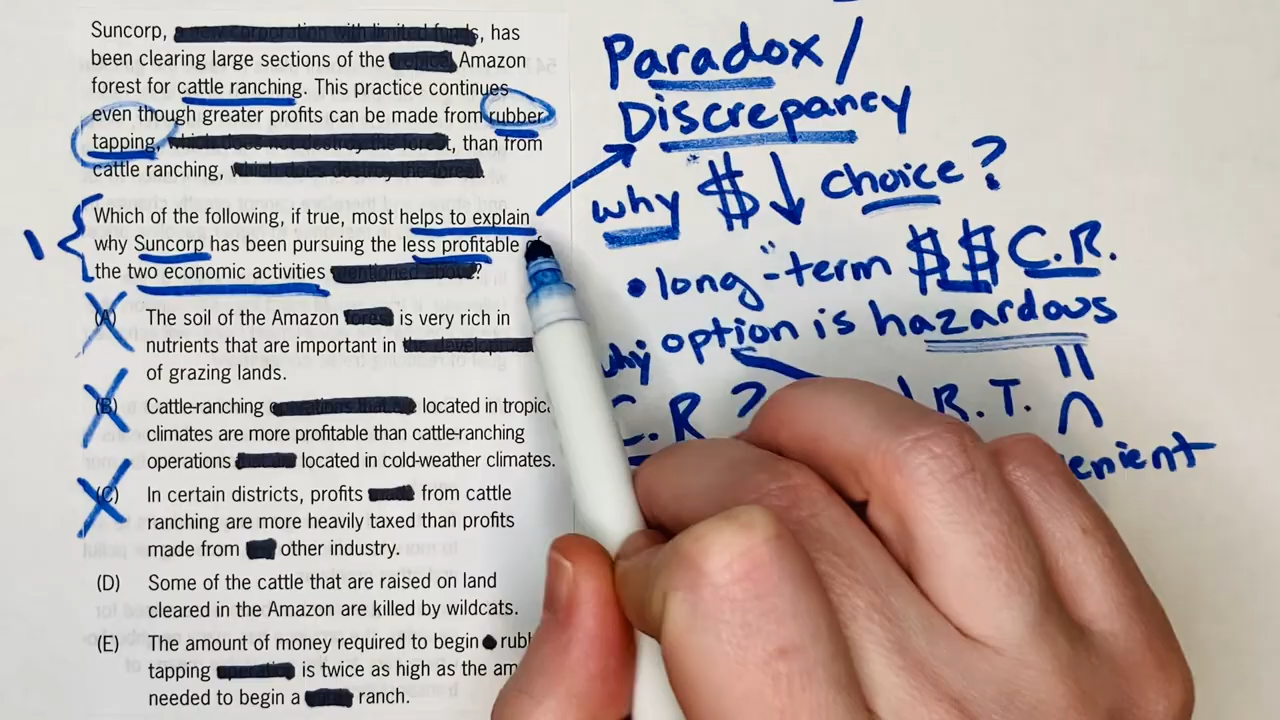 Suncorp, , has
been clearing large sections of the Amazon
forest for cattle ranching. This practice continues
even though greater profits can be made from rubber
tapping, , than from
cattle ranching, .
Which of the following, if true, most helps to explain
why Suncorp has been pursuing the less profitable of
the two economic activities ?
(A) The soil of the Amazon is very rich in
nutrients that are important in
of grazing lands.
(B) Cattle-ranching located in
climates are more profitable than cattle-ranching
operations located in cold-weather climates.
(C) In certain districts, profits from cattle
ranching are more heavily taxed than profits
made from other industry.
(D) Some of the cattle that are raised on land
cleared in the Amazon are killed by wildcats.
(E) The amount of money required to begin
tapping is twice as high as the
needed to begin a ranch.
1
Paradox /
Discrepancy
why $ ↓ choice?
• long-term $$ C.R.
option is hazardous
why
C.R? R.T.